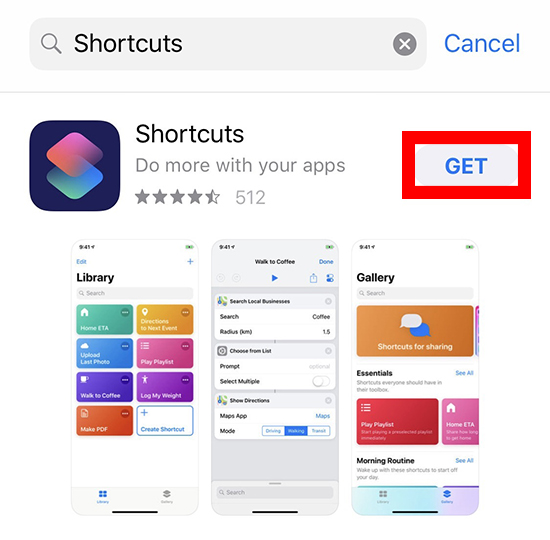 Shortcuts
Cancel
Shortcuts
Do more with your apps
GET
512
9:41
Edit
Library
Search
Home ETA
Directions
to Next Event
Upload
Last Photo
Play Playlist
Walk to Coffee
Log My Weight
Make PDF
Create Shortcut
Library
Gallery
9:41
Walk to Coffee
Done
Search Local Businesses
Search
Coffee
Radius (km)
1.5
Choose from List
Prompt
optional
Select Multiple
Show Directions
Maps App
Maps
Mode
Driving
Walking
Transit
Search
9:41
Gallery
Search
Shortcuts for sharing
Essentials
See All
Shortcuts everyone should have in
their toolbox.
Play Playlist
Start playing a preselected playlist
immediately
Home ETA
Share how long
to get home
Morning Routine
See All
Wake up with these shortcuts to start off
your day.
Library
Gallery